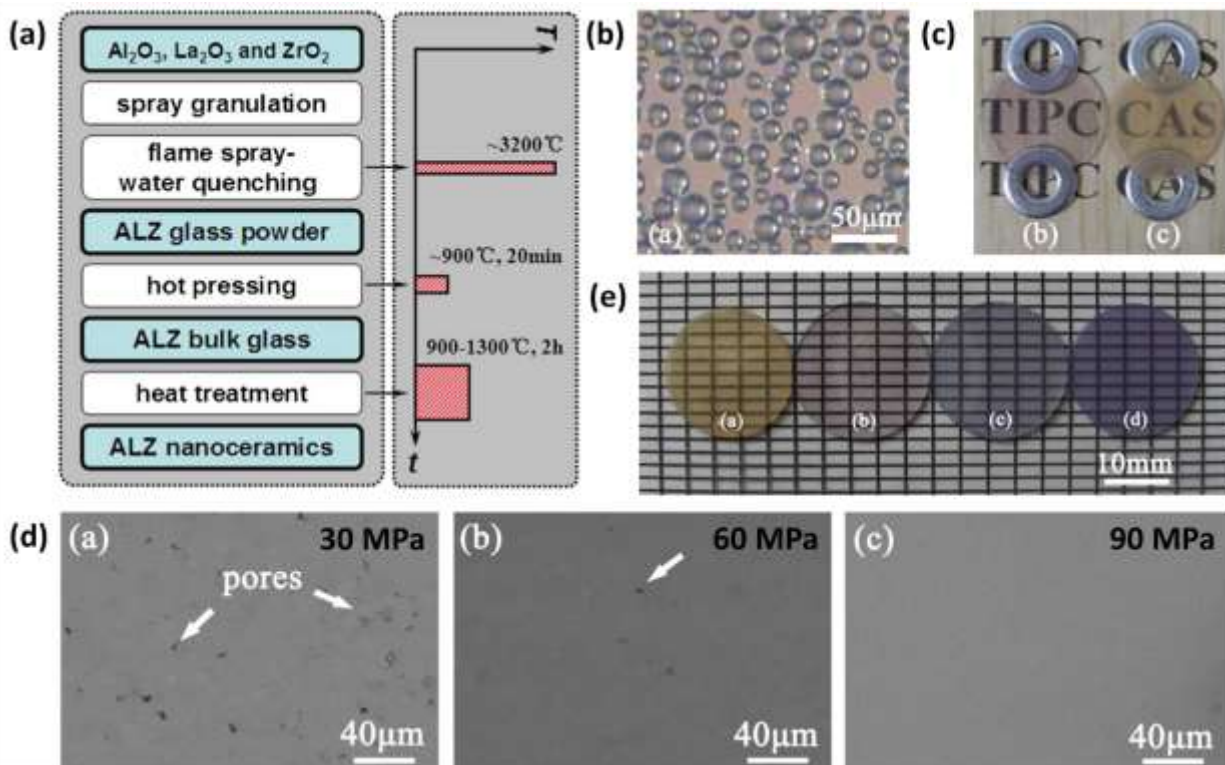 (a)
Al₂O₃, La₂O₃ and ZrO₂
spray granulation
flame spray-
water quenching
ALZ glass powder
hot pressing
ALZ bulk glass
heat treatment
ALZ nanoceramics
T
~3200℃
~900℃, 20min
900-1300℃, 2h
t
(b)
(a)
50μm
(c)
TIPC CAS
TIPC CAS
TIPC CAS
(b)
(c)
(e)
(a)
(b)
(c)
(d)
10mm
(d)
(a)
30 MPa
pores
40μm
(b)
60 MPa
40μm
(c)
90 MPa
40μm